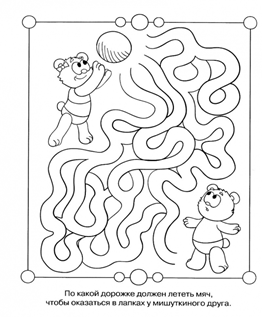 По какой дорожке должен лететь мяч,
чтобы оказаться в лапках у мишуткиного друга.